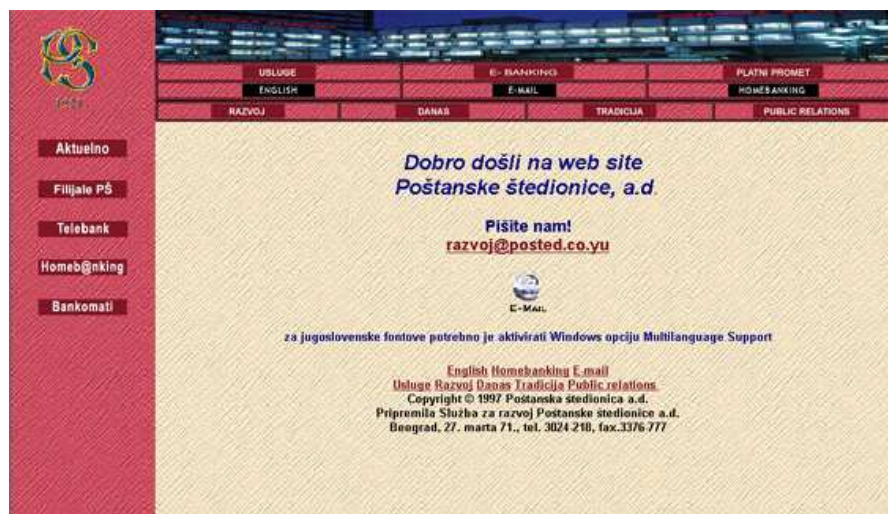 1921
USLUGE
E- BANKING
PLATNI PROMET
ENGLISH
E-MAIL
HOMEBANKING
RAZVOJ
DANAS
TRADICIJA
PUBLIC RELATIONS
Aktuelno
Filijale PŠ
Telebank
Homeb@nking
Bankomati
Dobro došli na web site
Poštanske štedionice, a.d.
Pišite nam!
razvoj@posted.co.yu
E-MAIL
za jugoslovenske fontove potrebno je aktivirati Windows opciju Multilanguage Support
English Homebanking E-mail
Usluge Razvoj Danas Tradicija Public relations
Copyright © 1997 Poštanska štedionica a.d.
Pripremila Služba za razvoj Poštanske štedionice a.d.
Beograd, 27. marta 71., tel. 3024-218, fax.3376-777